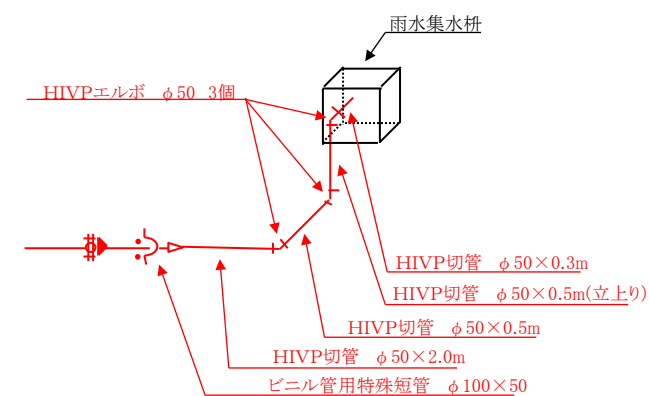 雨水集水枡
HIVPエルボ φ50 3個
HIVP切管 φ50×0.3m
HIVP切管 φ50×0.5m(立上り)
HIVP切管 φ50×0.5m
HIVP切管 φ50×2.0m
ビニル管用特殊短管 φ100×50